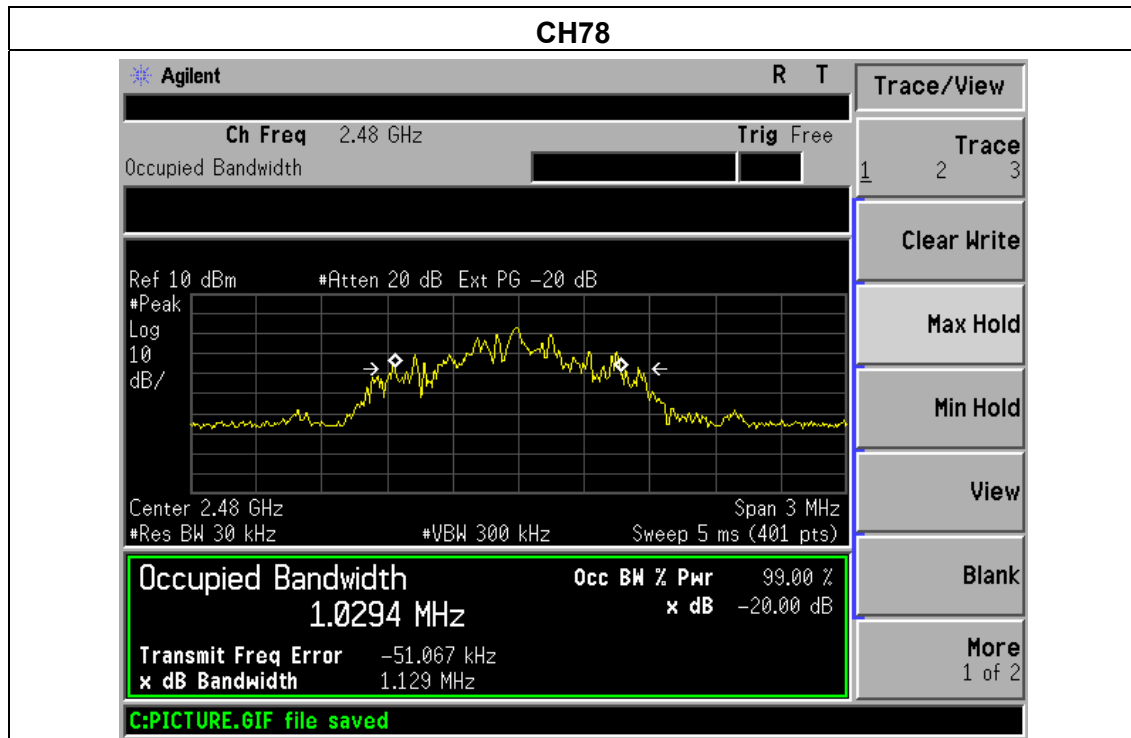 CH78
Agilent R T
Trace/View
Ch Freq 2.48 GHz Trig Free
Occupied Bandwidth
Trace
1 2 3
Clear Write
Max Hold
Min Hold
View
Blank
More
1 of 2
Ref 10 dBm #Atten 20 dB Ext PG -20 dB
#Peak
Log
10
dB/
Center 2.48 GHz Span 3 MHz
#Res BW 30 kHz #VBW 300 kHz Sweep 5 ms (401 pts)
Occupied Bandwidth
1.0294 MHz
Occ BW % Pwr 99.00 %
x dB -20.00 dB
Transmit Freq Error -51.067 kHz
x dB Bandwidth 1.129 MHz
C:PICTURE.GIF file saved